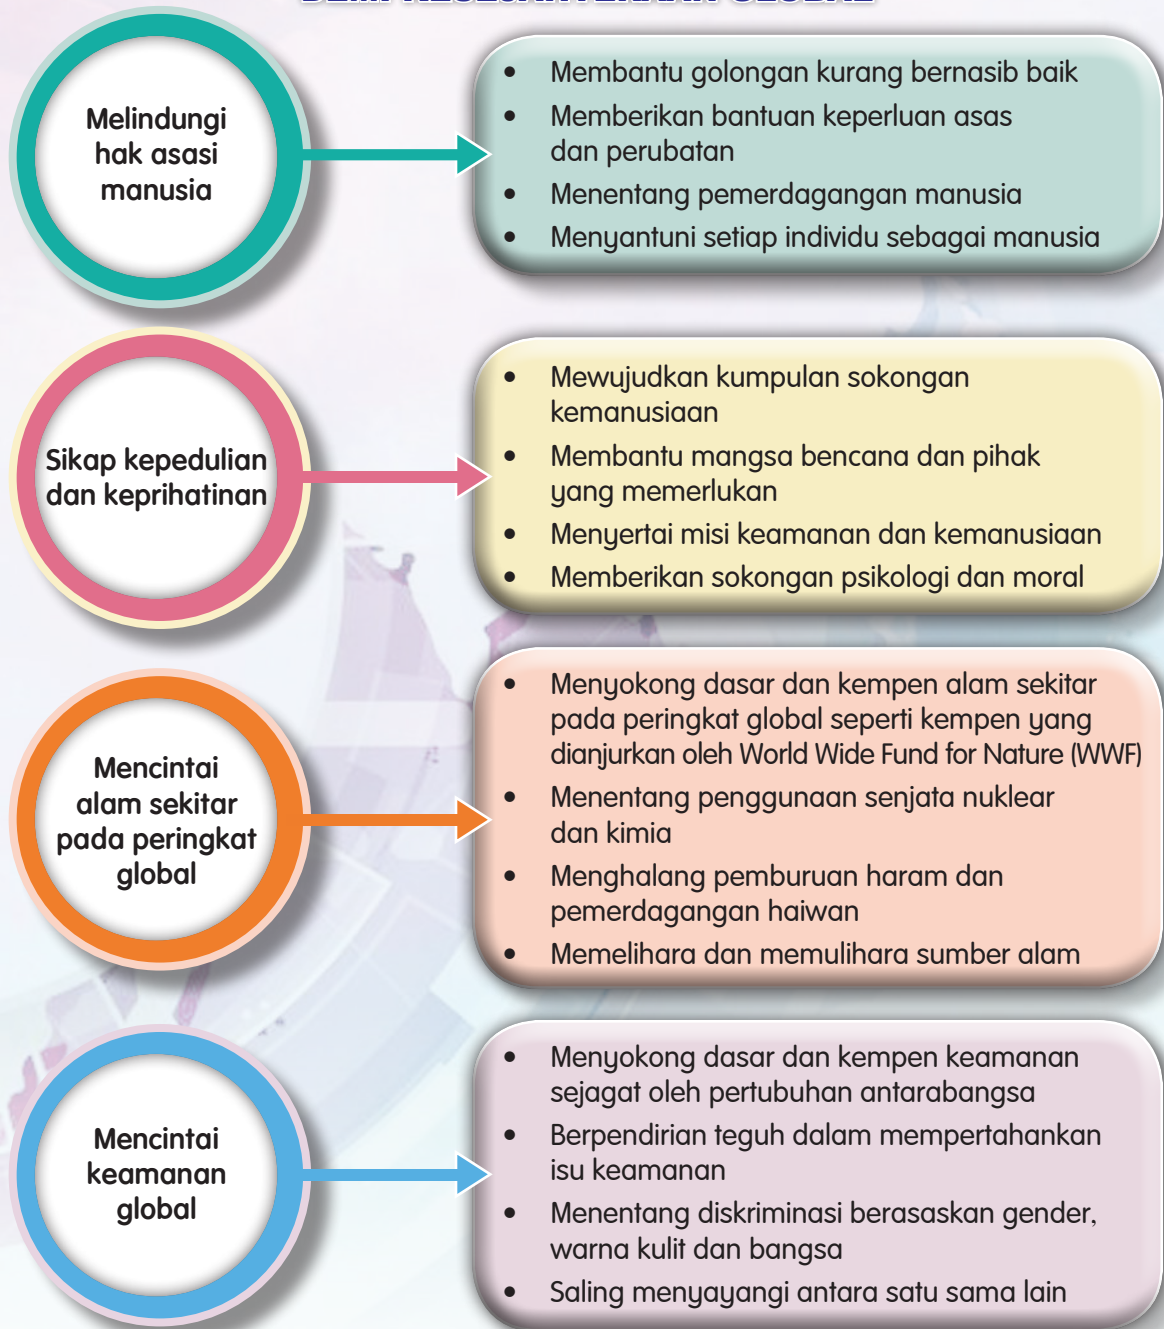 Melindungi
hak asasi
manusia
• Membantu golongan kurang bernasib baik
• Memberikan bantuan keperluan asas
dan perubatan
• Menentang pemerdagangan manusia
• Menyantuni setiap individu sebagai manusia
Sikap kepedulian
dan keprihatinan
• Mewujudkan kumpulan sokongan
kemanusiaan
• Membantu mangsa bencana dan pihak
yang memerlukan
• Menyertai misi keamanan dan kemanusiaan
• Memberikan sokongan psikologi dan moral
Mencintai
alam sekitar
pada peringkat
global
• Menyokong dasar dan kempen alam sekitar
pada peringkat global seperti kempen yang
dianjurkan oleh World Wide Fund for Nature (WWF)
• Menentang penggunaan senjata nuklear
dan kimia
• Menghalang pemburuan haram dan
pemerdagangan haiwan
• Memelihara dan memulihara sumber alam
Mencintai
keamanan
global
• Menyokong dasar dan kempen keamanan
sejagat oleh pertubuhan antarabangsa
• Berpendirian teguh dalam mempertahankan
isu keamanan
• Menentang diskriminasi berasaskan gender,
warna kulit dan bangsa
• Saling menyayangi antara satu sama lain